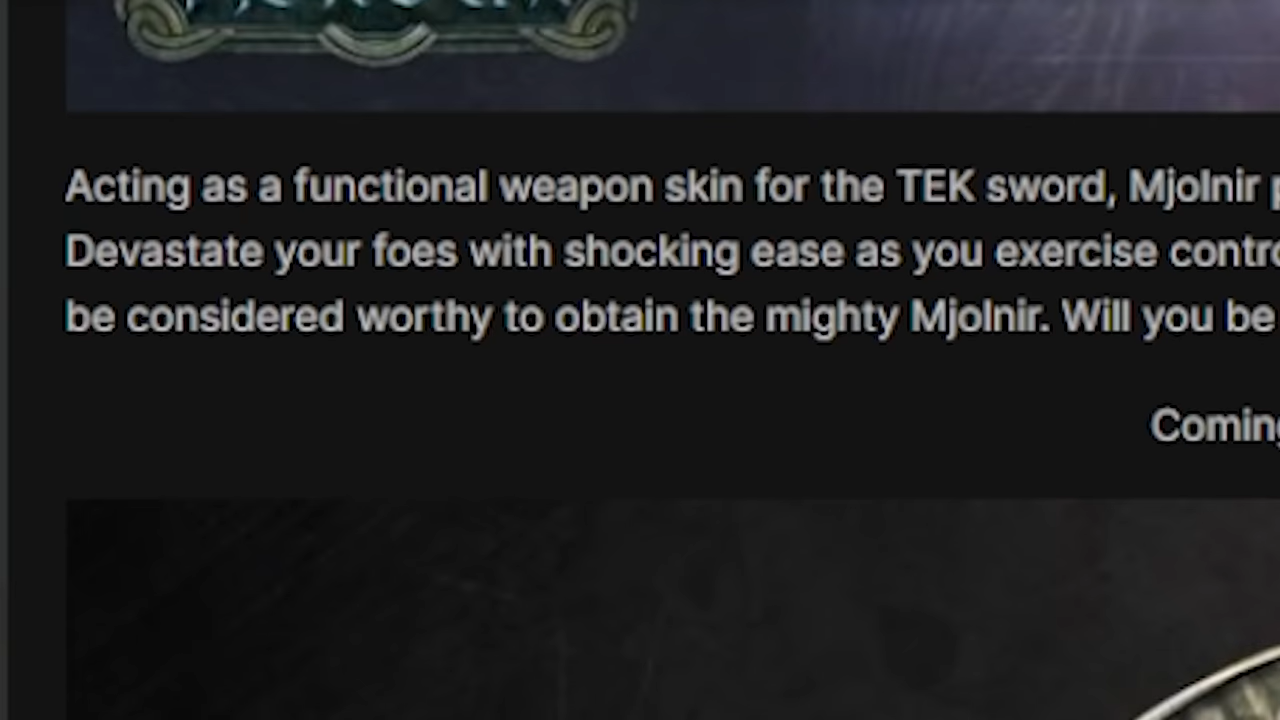 Acting as a functional weapon skin for the TEK sword, Mjolnir
Devastate your foes with shocking ease as you exercise
be considered worthy to obtain the mighty Mjolnir. Will you be